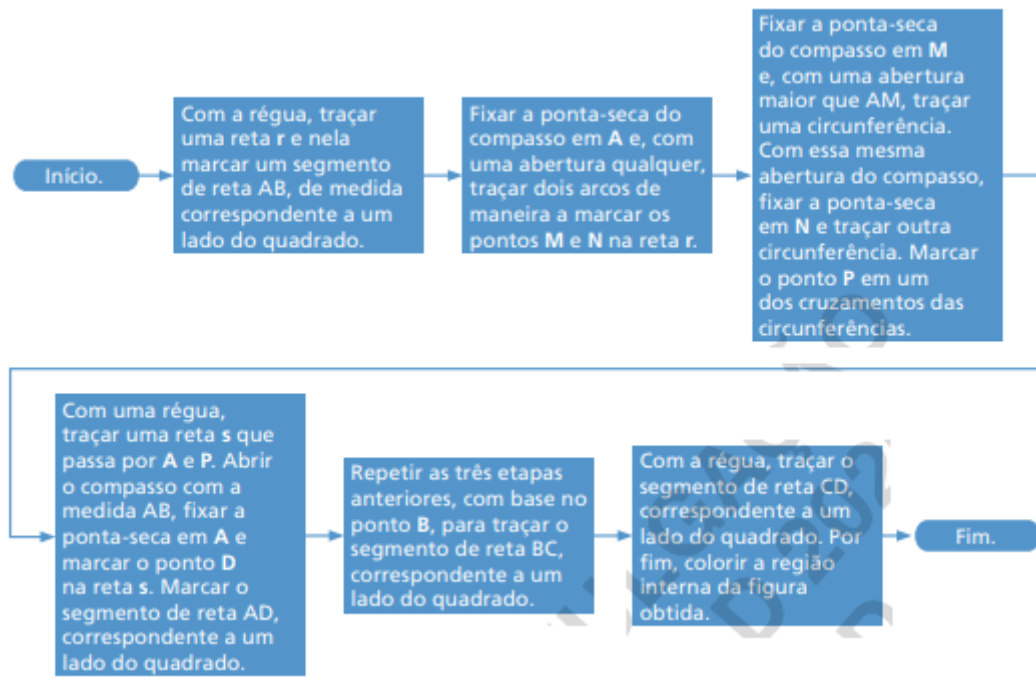 Início.
Com a régua, traçar
uma reta r e nela
marcar um segmento
de reta AB, de medida
correspondente a um
lado do quadrado.
Fixar a ponta-seca do
compasso em A e, com
uma abertura qualquer,
traçar dois arcos de
maneira a marcar os
pontos M e N na reta r.
Fixar a ponta-seca
do compasso em M
e, com uma abertura
maior que AM, traçar
uma circunferência.
Com essa mesma
abertura do compasso,
fixar a ponta-seca
em N e traçar outra
circunferência. Marcar
o ponto P em um
dos cruzamentos das
circunferências.
Com uma régua,
traçar uma reta s que
passa por A e P. Abrir
o compasso com a
medida AB, fixar a
ponta-seca em A e
marcar o ponto D
na reta s. Marcar o
segmento de reta AD,
correspondente a um
lado do quadrado.
Repetir as três etapas
anteriores, com base no
ponto B, para traçar o
segmento de reta BC,
correspondente a um
lado do quadrado.
Com a régua, traçar o
segmento de reta CD,
correspondente a um
lado do quadrado. Por
fim, colorir a região
interna da figura
obtida.
Fim.